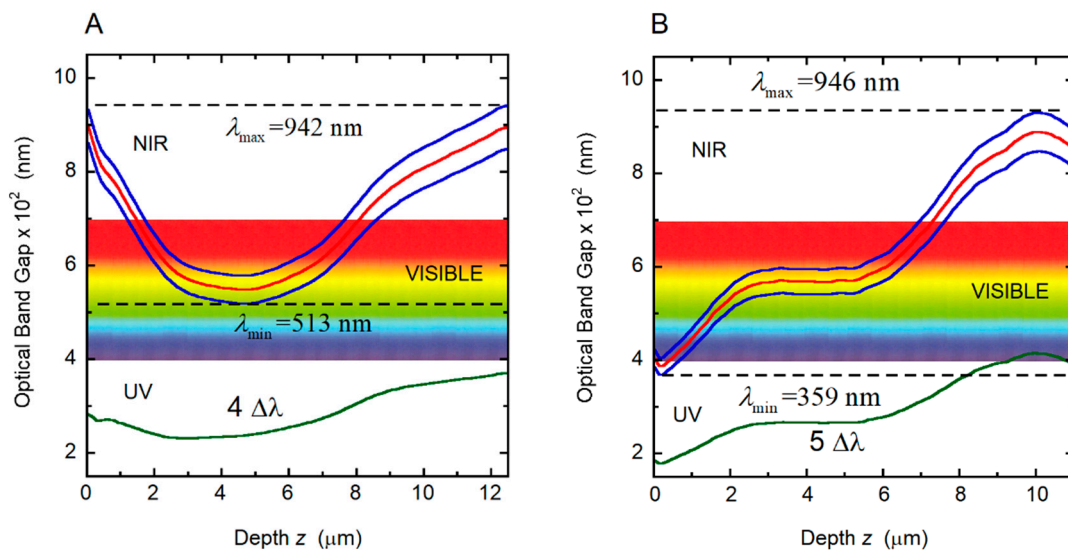 A
Optical Band Gap x 10² (nm)
10
8
6
4
2
λmax=942 nm
NIR
VISIBLE
λmin=513 nm
UV
4 Δλ
0 2 4 6 8 10 12
Depth z (μm)
B
Optical Band Gap x 10² (nm)
10
8
6
4
2
λmax=946 nm
NIR
VISIBLE
λmin=359 nm
UV
5 Δλ
0 2 4 6 8 10
Depth z (μm)